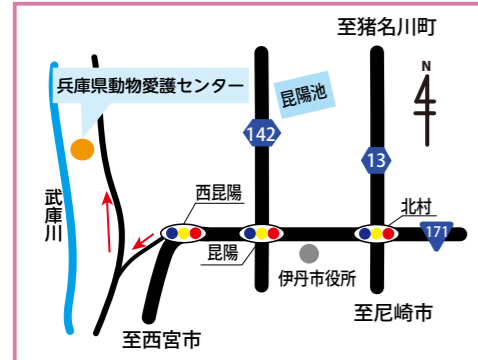 至猪名川町
兵庫県動物愛護センター
昆陽池
N
142
13
武庫川
西昆陽
北村
171
昆陽
伊丹市役所
至尼崎市
至西宮市